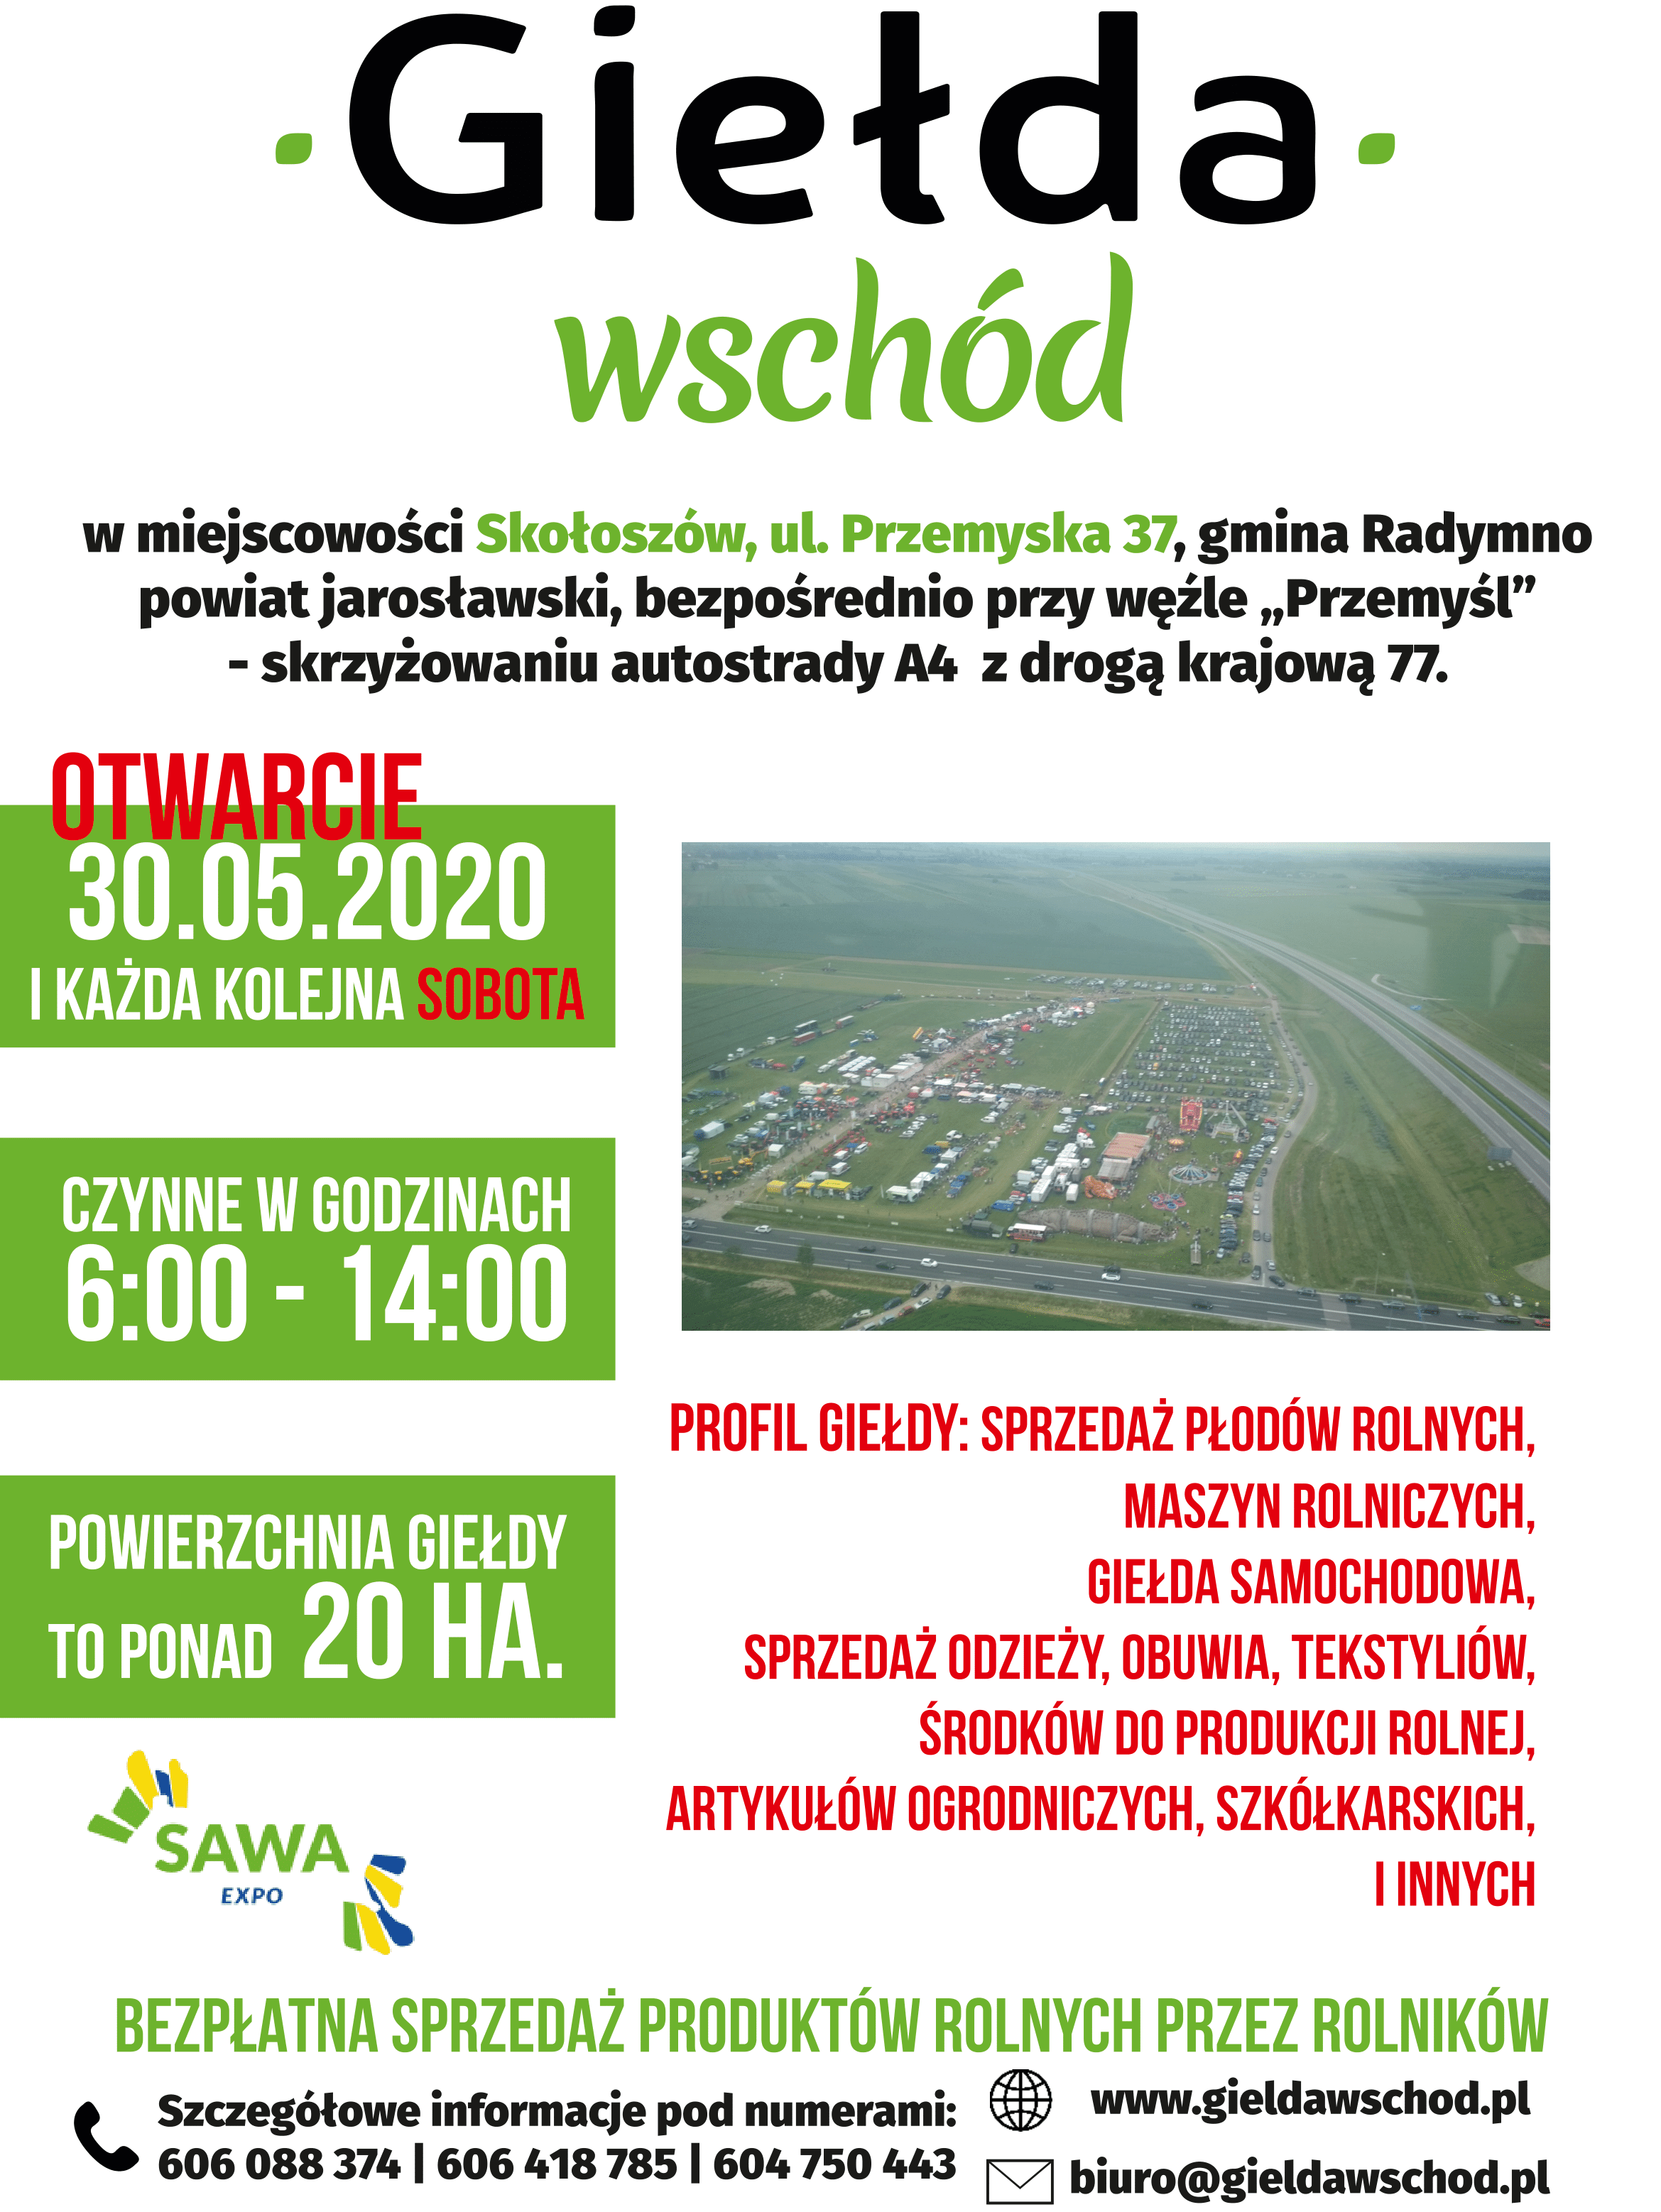 Giełda
wschód
w miejscowości Skołoszów, ul. Przemyska 37, gmina Radymno
powiat jarosławski, bezpośrednio przy węźle „Przemyśl”
- skrzyżowaniu autostrady A4 z drogą krajową 77.
OTWARCIE
30.05.2020
I KAŻDA KOLEJNA SOBOTA
CZYNNE W GODZINACH
6:00 - 14:00
POWIERZCHNIA GIEŁDY
TO PONAD 20 HA.
PROFIL GIEŁDY: SPRZEDAŻ PŁODÓW ROLNYCH,
MASZYN ROLNICZYCH,
GIEŁDA SAMOCHODOWA,
SPRZEDAŻ ODZIEŻY, OBUWIA, TEKSTYLIÓW,
ŚRODKÓW DO PRODUKCJI ROLNEJ,
ARTYKUŁÓW OGRODNICZYCH, SZKÓŁKARSKICH,
I INNYCH
SAWA
EXPO
BEZPŁATNA SPRZEDAŻ PRODUKTÓW ROLNYCH PRZEZ ROLNIKÓW
Szczegółowe informacje pod numerami:
606 088 374 | 606 418 785 | 604 750 443
www.gieldawschod.pl
biuro@gieldawschod.pl